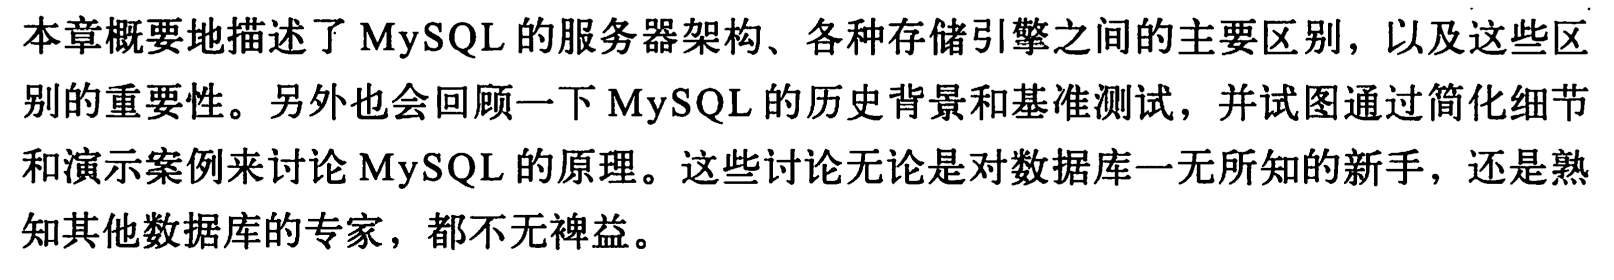 本章概要地描述了 MySQL 的服务器架构、各种存储引擎之间的主要区别，以及这些区
别的重要性。另外也会回顾一下 MySQL 的历史背景和基准测试，并试图通过简化细节
和演示案例来讨论 MySQL 的原理。这些讨论无论是对数据库一无所知的新手，还是熟
知其他数据库的专家，都不无裨益。